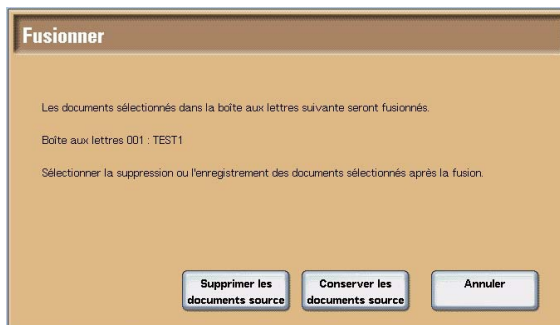 Fusionner
Les documents sélectionnés dans la boîte aux lettres suivante seront fusionnés.
Boîte aux lettres 001 : TEST1
Sélectionner la suppression ou l'enregistrement des documents sélectionnés après la fusion.
Supprimer les
documents source
Conserver les
documents source
Annuler